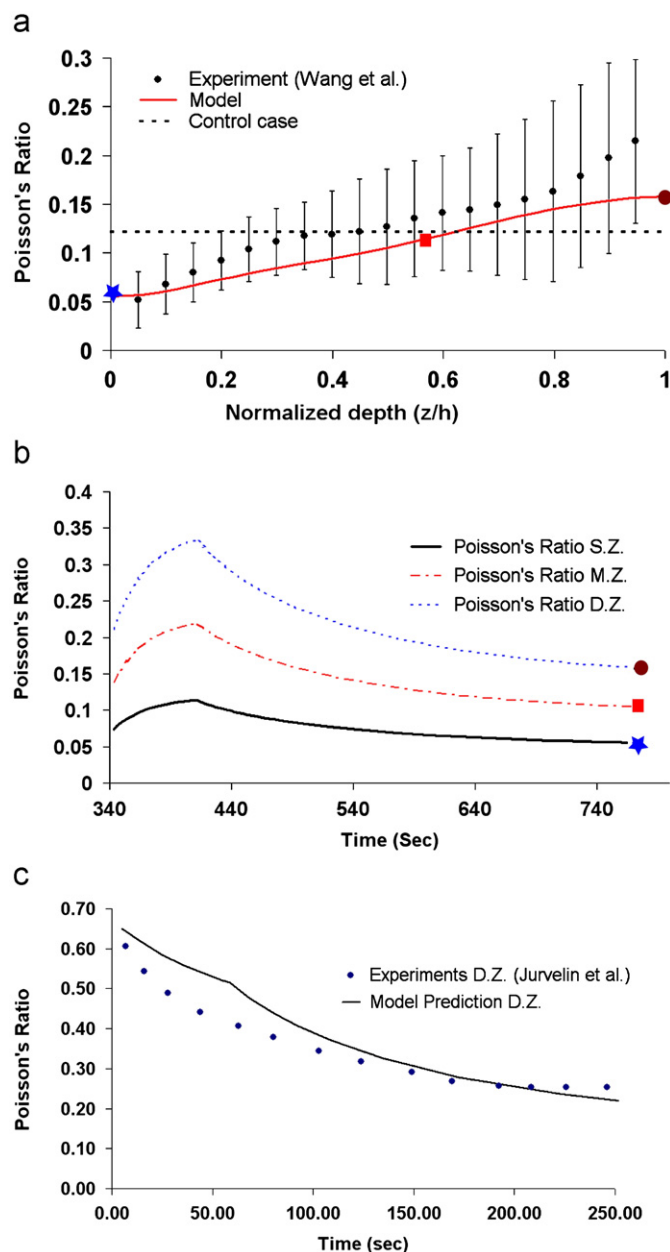 a
0.3
0.25
0.2
0.15
0.1
0.05
0
Poisson's Ratio
Experiment (Wang et al.)
Model
Control case
0 0.2 0.4 0.6 0.8 1
Normalized depth (z/h)
b
0.4
0.35
0.3
0.25
0.2
0.15
0.1
0.05
0
Poisson's Ratio
Poisson's Ratio S.Z.
Poisson's Ratio M.Z.
Poisson's Ratio D.Z.
340 440 540 640 740
Time (Sec)
c
0.70
0.60
0.50
0.40
0.30
0.20
0.10
0.00
Poisson's Ratio
Experiments D.Z. (Jurvelin et al.)
Model Prediction D.Z.
0.00 50.00 100.00 150.00 200.00 250.00
Time (sec)